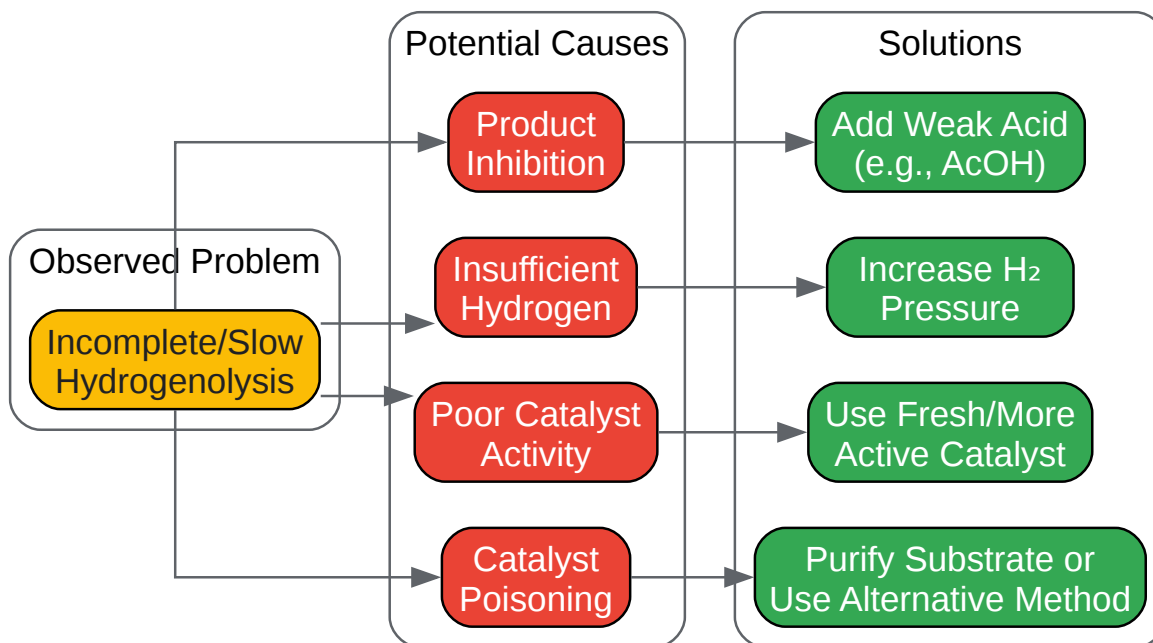 Potential Causes
Solutions
Product
Inhibition
Add Weak Acid
(e.g., AcOH)
Observed Problem
Incomplete/Slow
Hydrogenolysis
Insufficient
Hydrogen
Increase H₂
Pressure
Poor Catalyst
Activity
Use Fresh/More
Active Catalyst
Catalyst
Poisoning
Purify Substrate or
Use Alternative Method